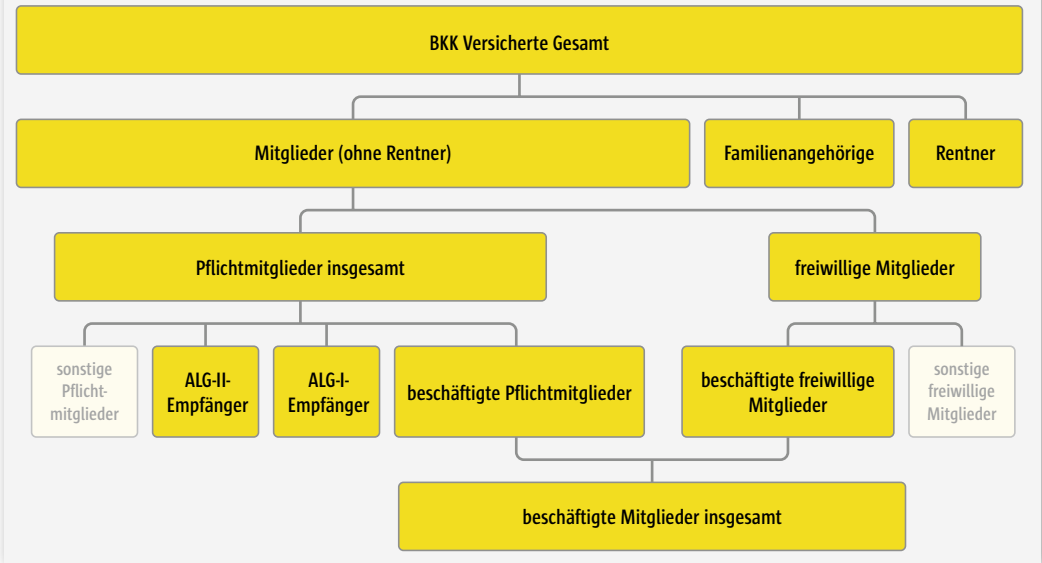 BKK Versicherte Gesamt
Mitglieder (ohne Rentner)
Familienangehörige
Rentner
Pflichtmitglieder insgesamt
freiwillige Mitglieder
sonstige
Pflicht-
mitglieder
ALG-II-
Empfänger
ALG-I-
Empfänger
beschäftigte Pflichtmitglieder
beschäftigte freiwillige
Mitglieder
sonstige
freiwillige
Mitglieder
beschäftigte Mitglieder insgesamt